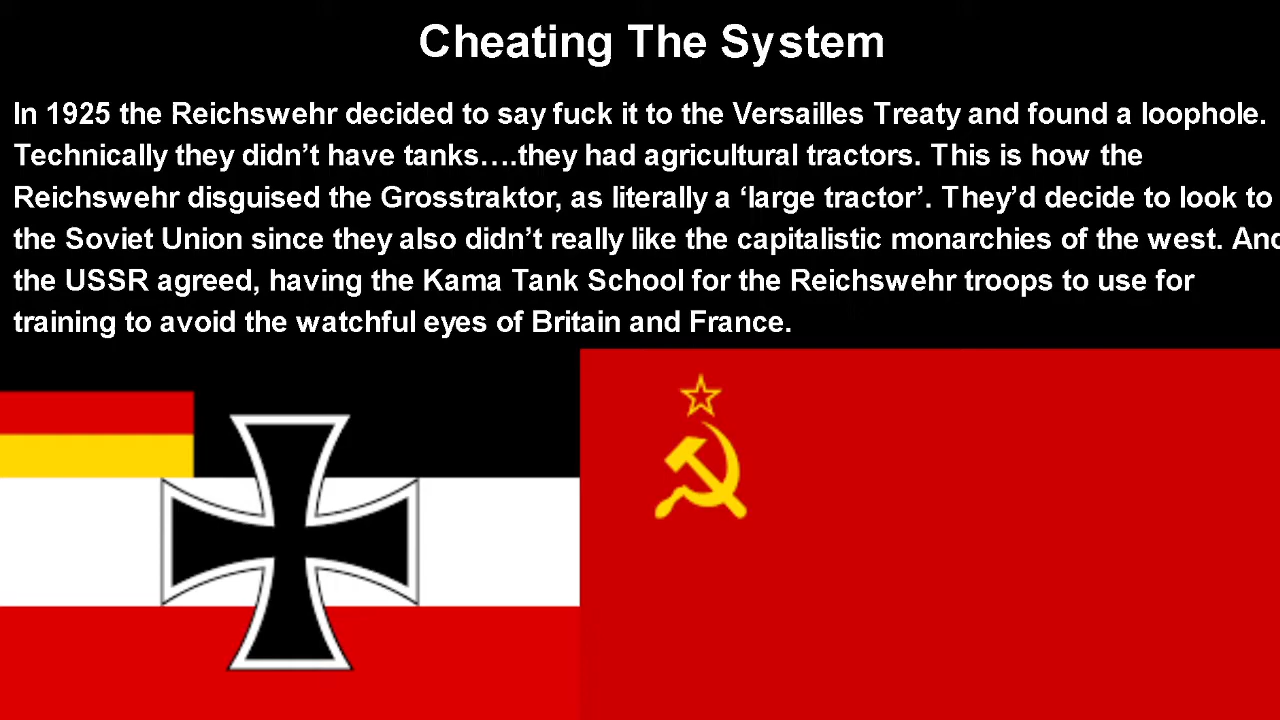 Cheating The System
In 1925 the Reichswehr decided to say fuck it to the Versailles Treaty and found a loophole.
Technically they didn’t have tanks….they had agricultural tractors. This is how the
Reichswehr disguised the Grosstraktor, as literally a ‘large tractor’. They’d decide to look to
the Soviet Union since they also didn’t really like the capitalistic monarchies of the west. And
the USSR agreed, having the Kama Tank School for the Reichswehr troops to use for
training to avoid the watchful eyes of Britain and France.